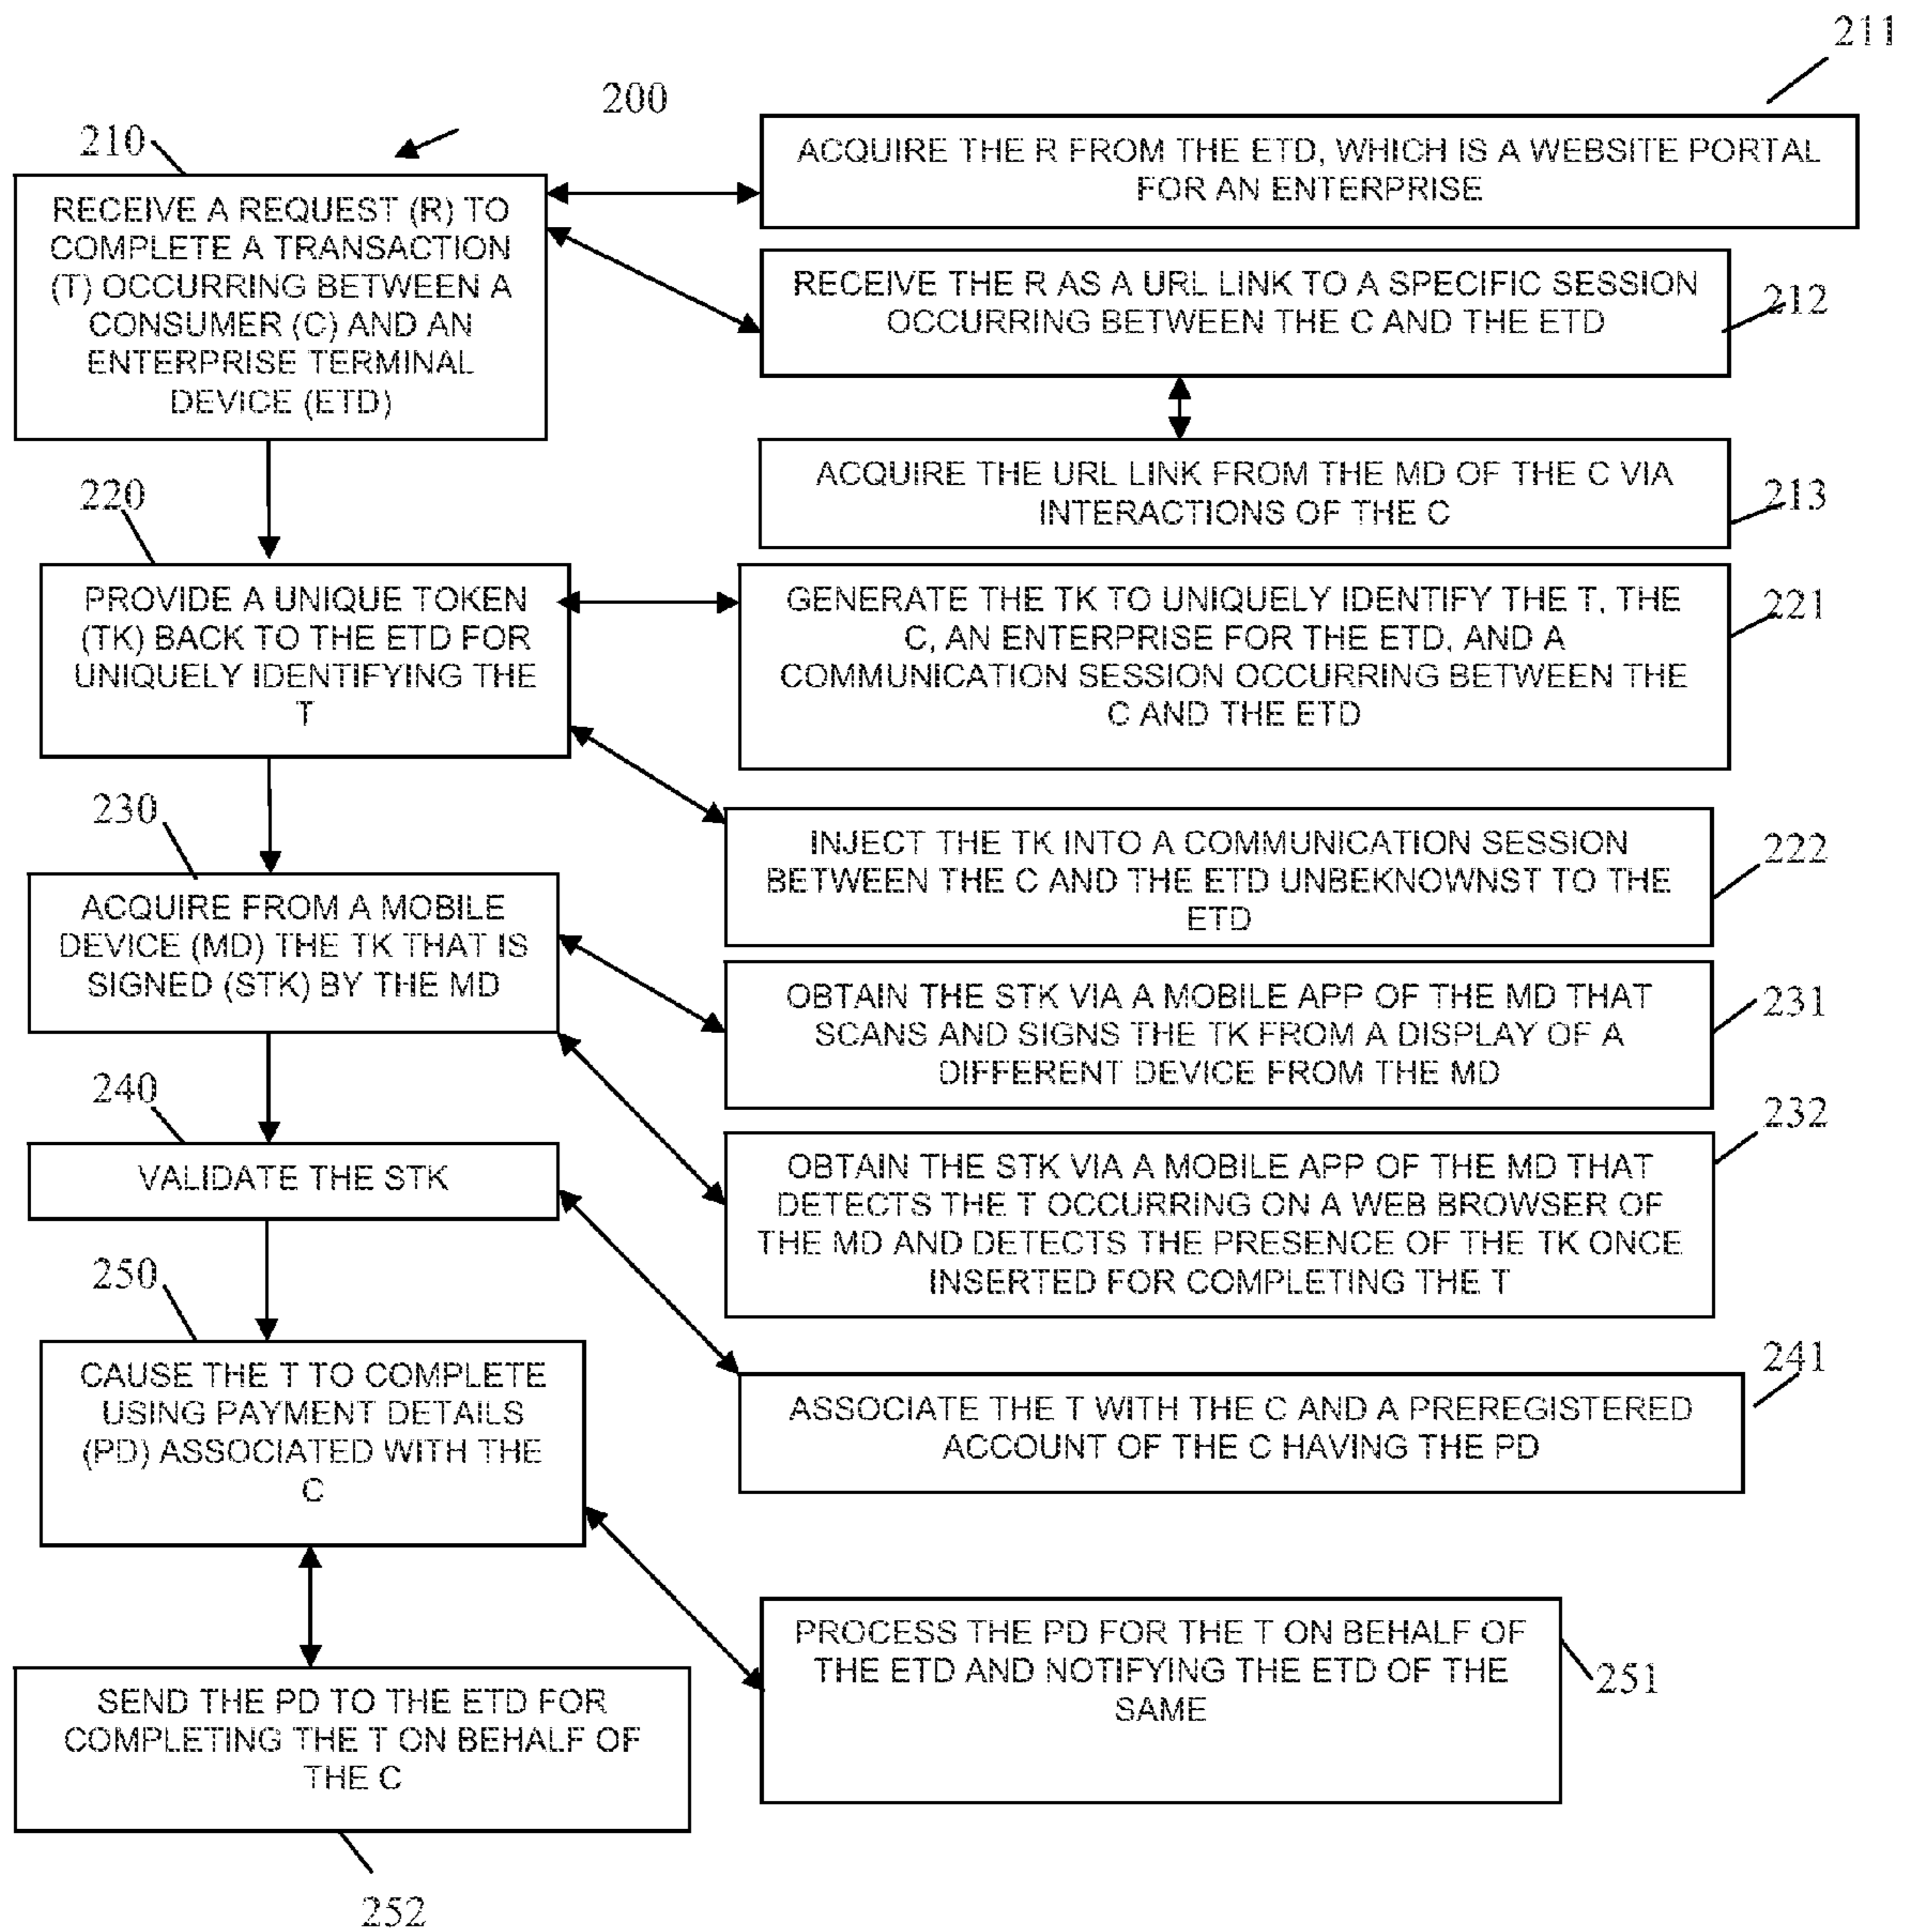 211
200
210
ACQUIRE THE R FROM THE ETD, WHICH IS A WEBSITE PORTAL
FOR AN ENTERPRISE
RECEIVE A REQUEST (R) TO
COMPLETE A TRANSACTION
(T) OCCURRING BETWEEN A
CONSUMER (C) AND AN
ENTERPRISE TERMINAL
DEVICE (ETD)
RECEIVE THE R AS A URL LINK TO A SPECIFIC SESSION
OCCURRING BETWEEN THE C AND THE ETD
212
ACQUIRE THE URL LINK FROM THE MD OF THE C VIA
INTERACTIONS OF THE C
213
220
PROVIDE A UNIQUE TOKEN
(TK) BACK TO THE ETD FOR
UNIQUELY IDENTIFYING THE
T
GENERATE THE TK TO UNIQUELY IDENTIFY THE T, THE
C, AN ENTERPRISE FOR THE ETD, AND A
COMMUNICATION SESSION OCCURRING BETWEEN THE
C AND THE ETD
221
INJECT THE TK INTO A COMMUNICATION SESSION
BETWEEN THE C AND THE ETD UNBEKNOWNST TO THE
ETD
222
230
ACQUIRE FROM A MOBILE
DEVICE (MD) THE TK THAT IS
SIGNED (STK) BY THE MD
OBTAIN THE STK VIA A MOBILE APP OF THE MD THAT
SCANS AND SIGNS THE TK FROM A DISPLAY OF A
DIFFERENT DEVICE FROM THE MD
231
232
OBTAIN THE STK VIA A MOBILE APP OF THE MD THAT
DETECTS THE T OCCURRING ON A WEB BROWSER OF
THE MD AND DETECTS THE PRESENCE OF THE TK ONCE
INSERTED FOR COMPLETING THE T
240
VALIDATE THE STK
241
ASSOCIATE THE T WITH THE C AND A PREREGISTERED
ACCOUNT OF THE C HAVING THE PD
250
CAUSE THE T TO COMPLETE
USING PAYMENT DETAILS
(PD) ASSOCIATED WITH THE
C
PROCESS THE PD FOR THE T ON BEHALF OF
THE ETD AND NOTIFYING THE ETD OF THE
SAME
251
SEND THE PD TO THE ETD FOR
COMPLETING THE T ON BEHALF OF
THE C
252